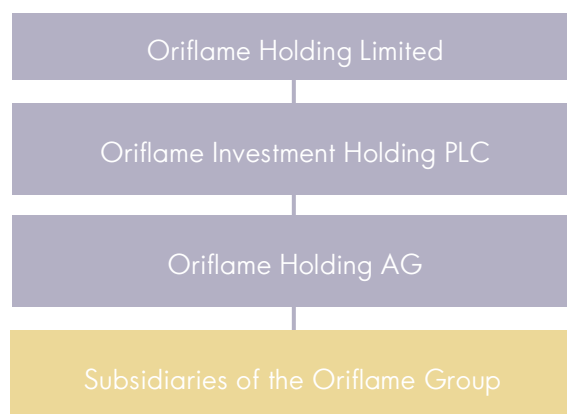 Oriflame Holding Limited
Oriflame Investment Holding PLC
Oriflame Holding AG
Subsidiaries of the Oriflame Group